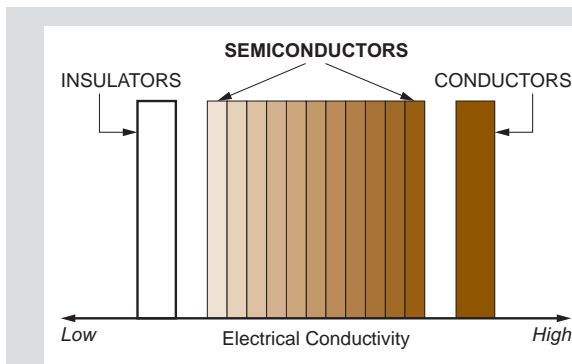 SEMICONDUCTORS
INSULATORS
CONDUCTORS
Low
Electrical Conductivity
High